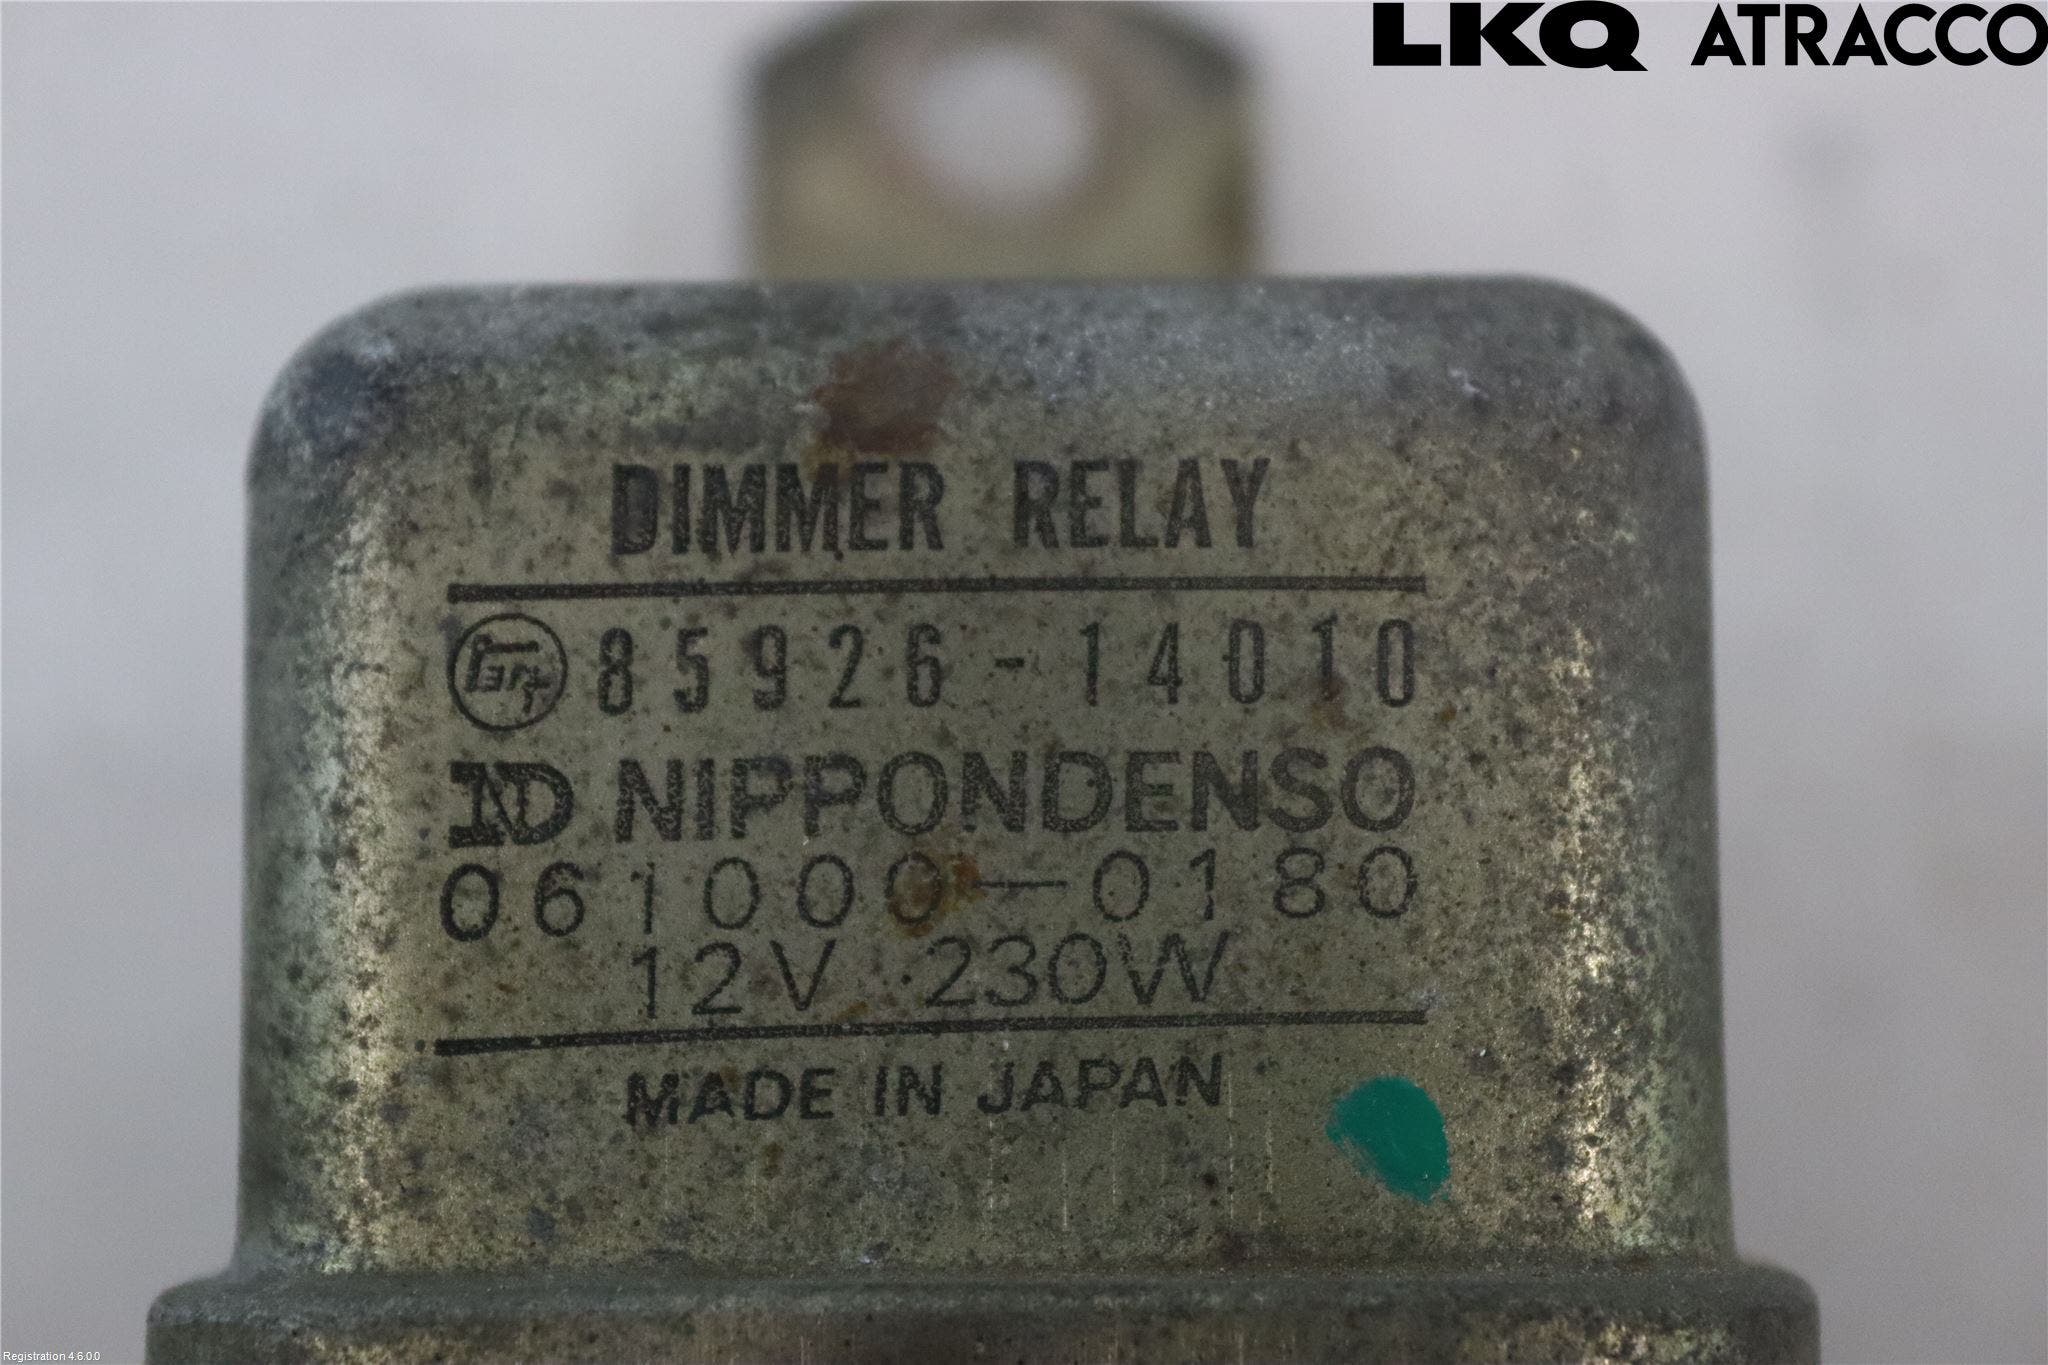 LKQ ATRACCO
DIMMER RELAY
85926-14010
ND NIPPONDENSO
061000-0180
12V 230W
MADE IN JAPAN
Registration 4.6.0.0